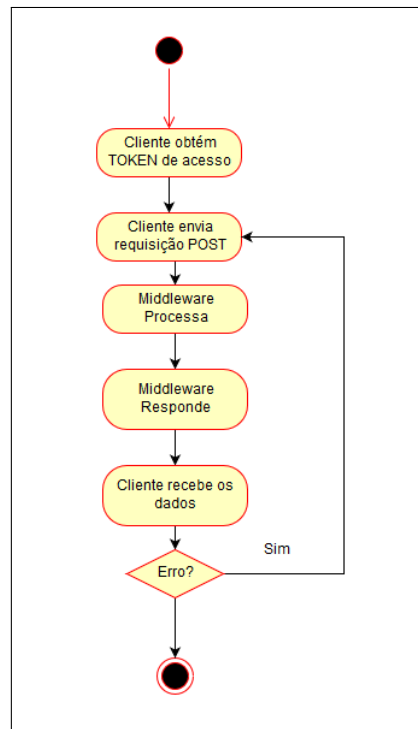 Cliente obtém
TOKEN de acesso
Cliente envia
requisição POST
Middleware
Processa
Middleware
Responde
Cliente recebe os
dados
Sim
Erro?